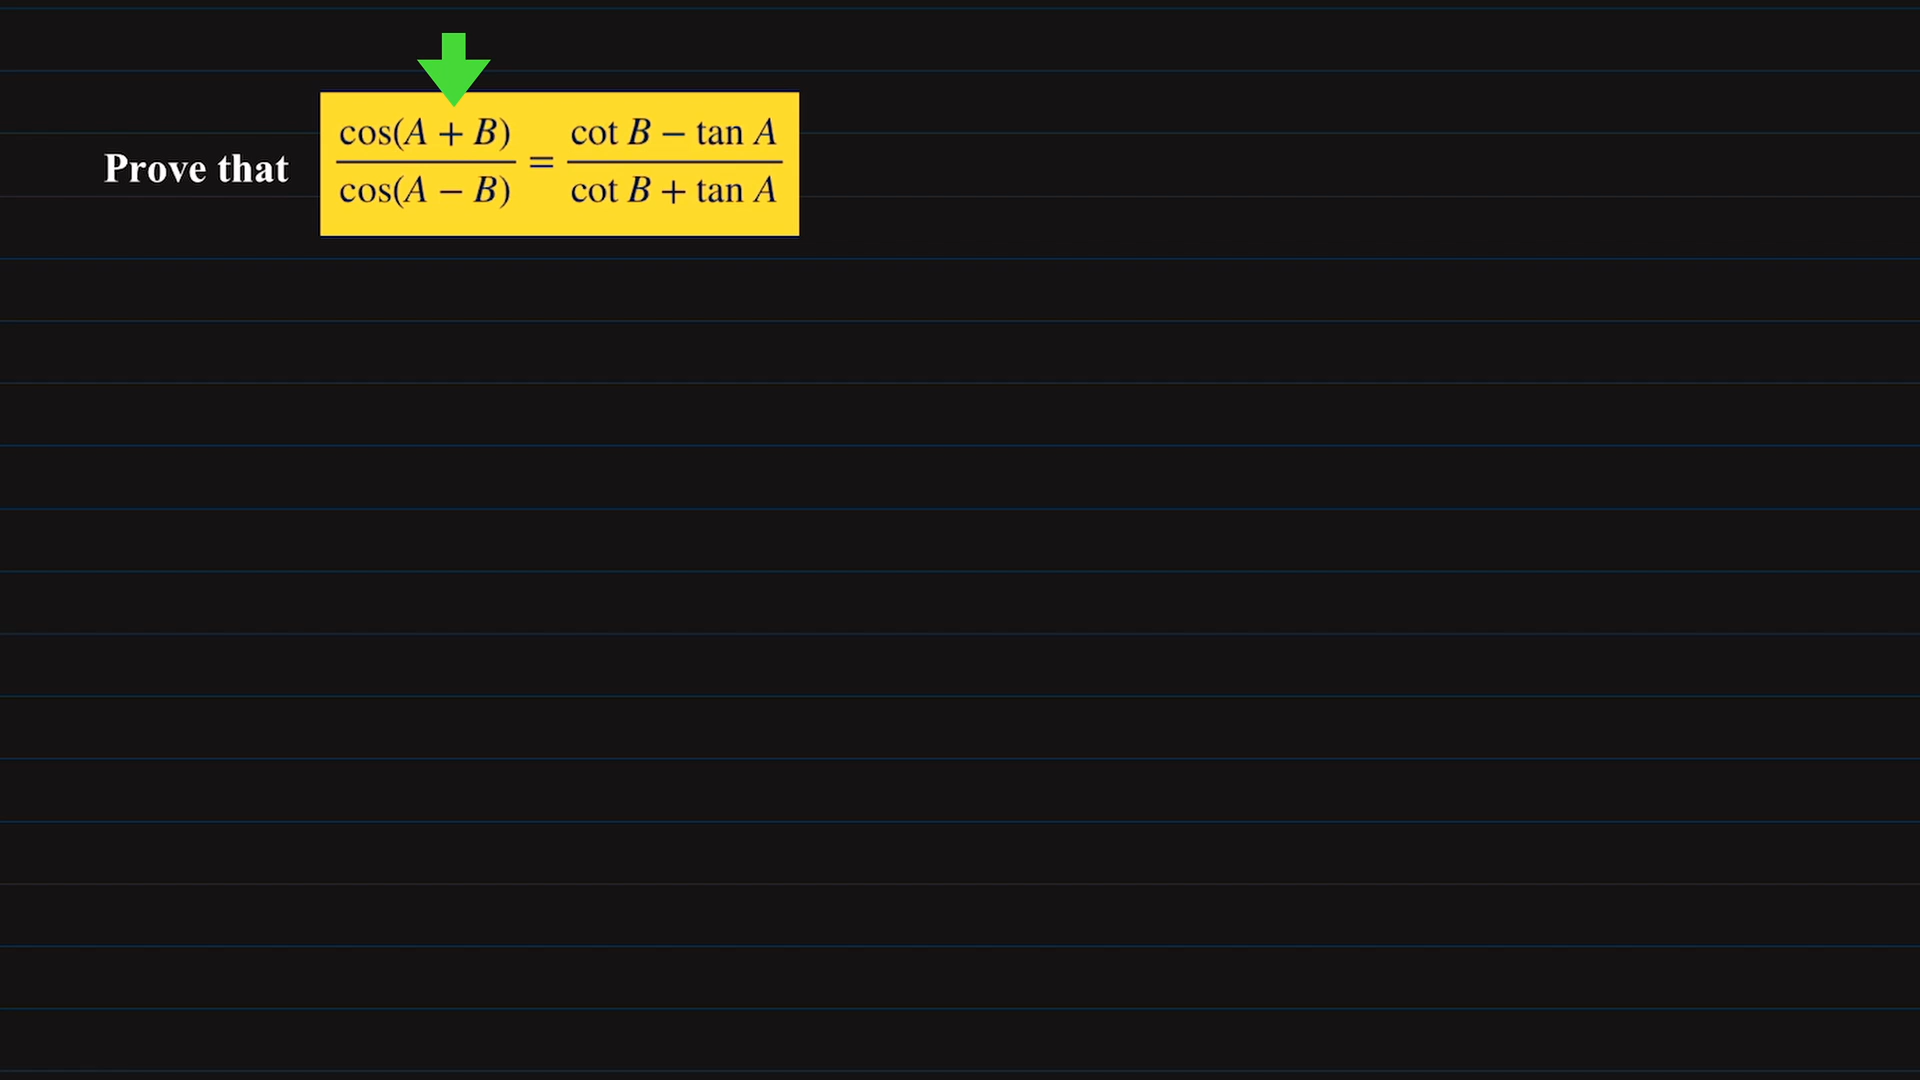 Prove that cos(A + B) / cos(A − B) = cot B − tan A / cot B + tan A